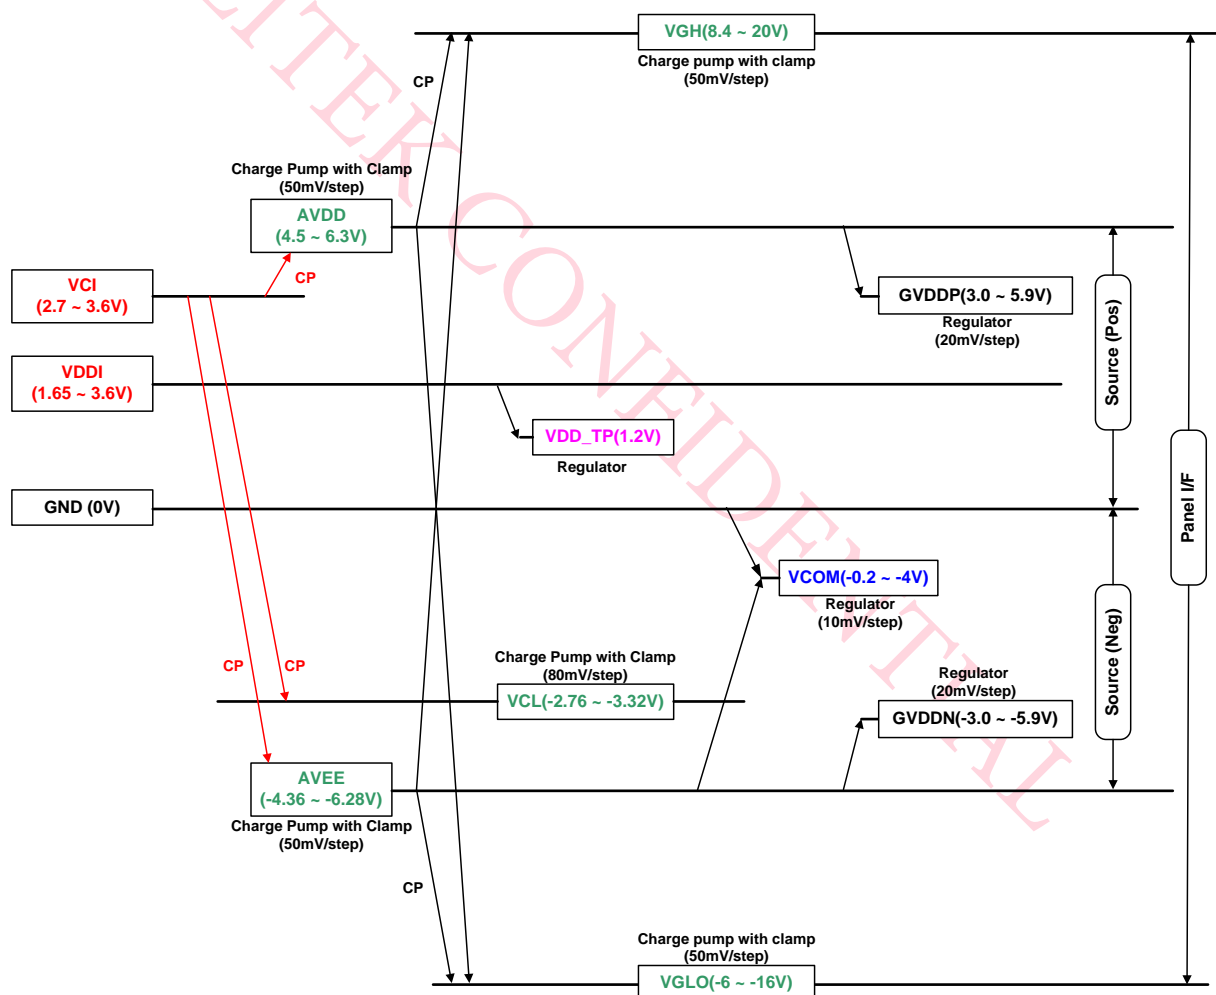 VGH(8.4 ~ 20V)
Charge pump with clamp
(50mV/step)
CP
Charge Pump with Clamp
(50mV/step)
AVDD
(4.5 ~ 6.3V)
CP
VCI
(2.7 ~ 3.6V)
GVDDP(3.0 ~ 5.9V)
Regulator
(20mV/step)
Source (Pos)
VDDI
(1.65 ~ 3.6V)
VDD_TP(1.2V)
Regulator
GND (0V)
Panel I/F
VCOM(-0.2 ~ -4V)
Regulator
(10mV/step)
Source (Neg)
CP
CP
Charge Pump with Clamp
(80mV/step)
VCL(-2.76 ~ -3.32V)
Regulator
(20mV/step)
GVDDN(-3.0 ~ -5.9V)
AVEE
(-4.36 ~ -6.28V)
Charge Pump with Clamp
(50mV/step)
CP
Charge pump with clamp
(50mV/step)
VGLO(-6 ~ -16V)
CONFIDENTIAL